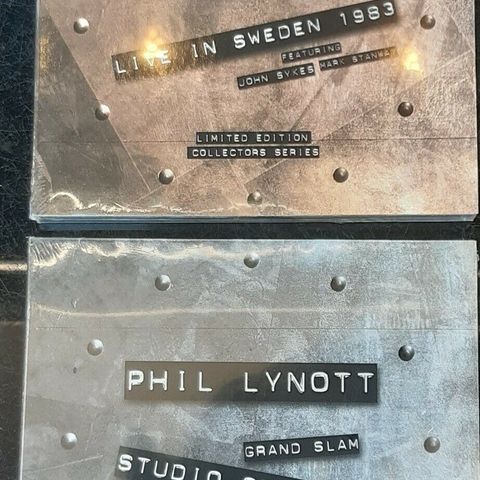 LIVE IN SWEDEN 1983
FEATURING
JOHN SYKES MARK STANWAY
LIMITED EDITION
COLLECTORS SERIES
PHIL LYNOTT
GRAND SLAM
STUDIO